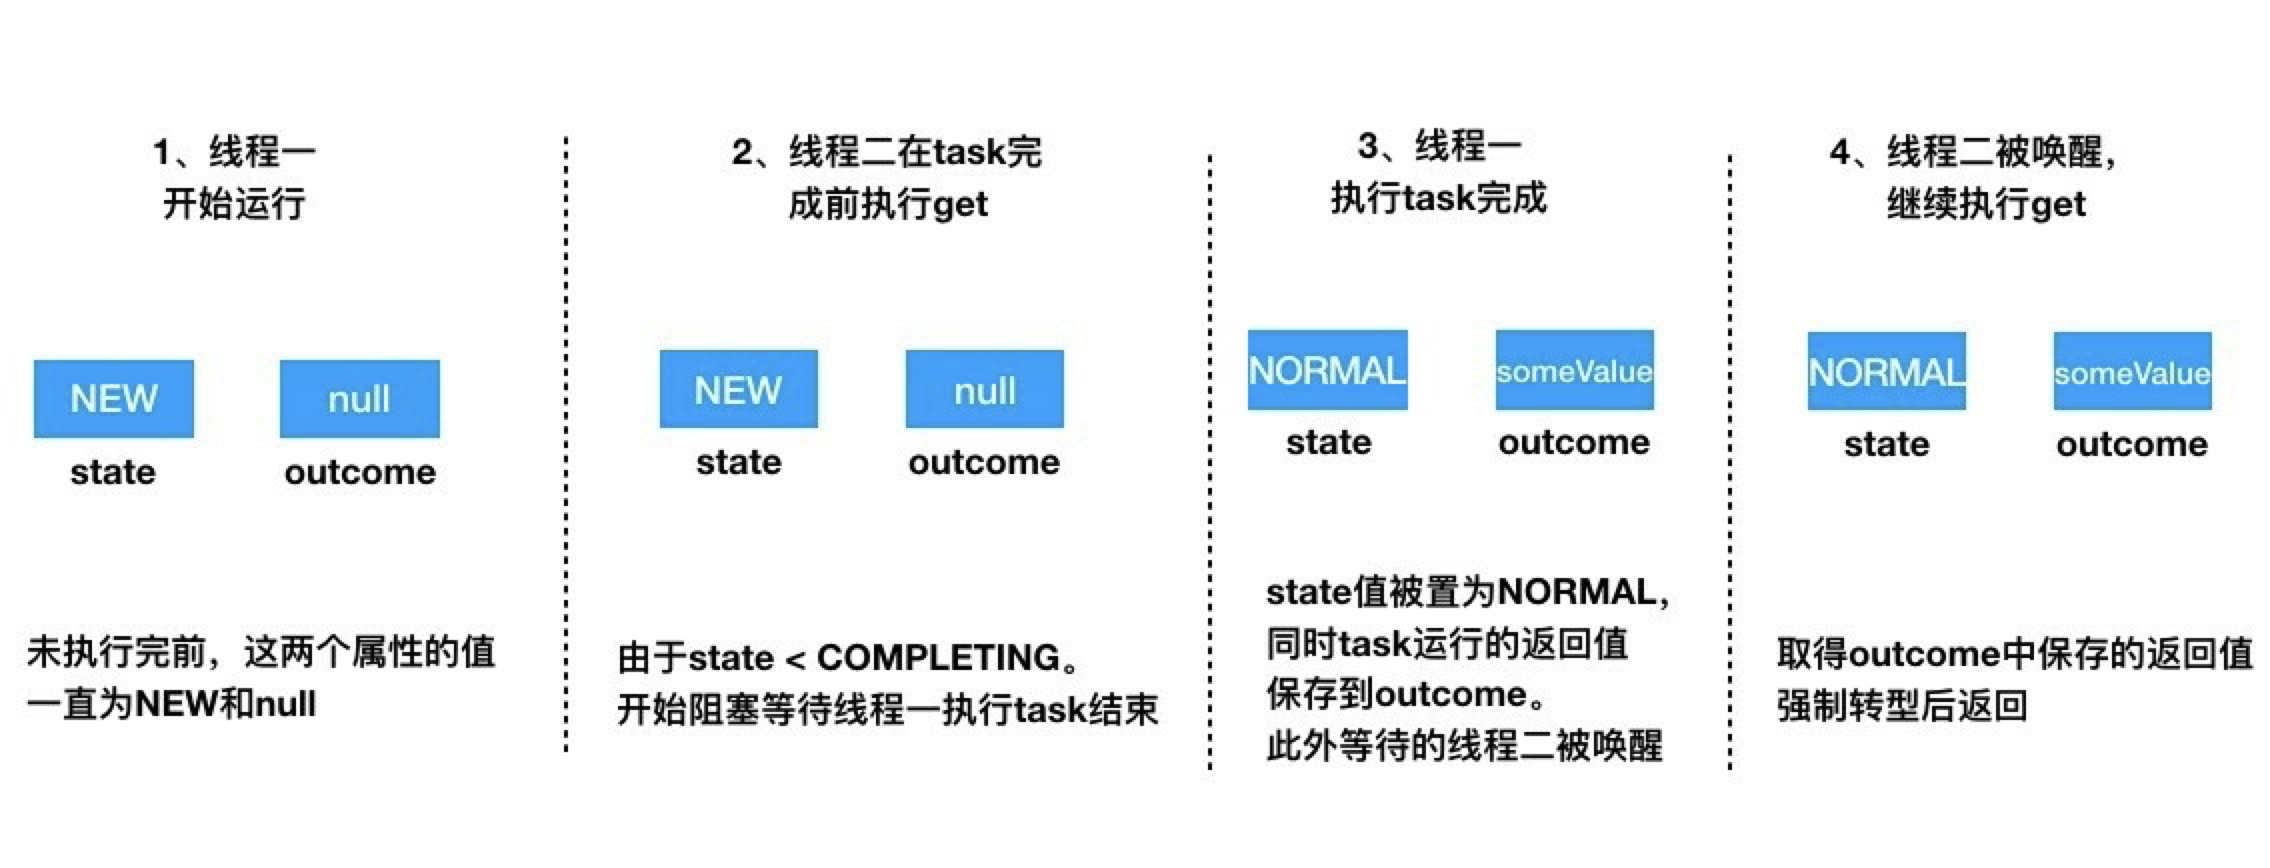 1、线程一
开始运行
NEW
null
state
outcome
未执行完前，这两个属性的值
一直为NEW和null
2、线程二在task完
成前执行get
NEW
null
state
outcome
由于state < COMPLETING。
开始阻塞等待线程一执行task结束
3、线程一
执行task完成
NORMAL
someValue
state
outcome
state值被置为NORMAL，
同时task运行的返回值
保存到outcome。
此外等待的线程二被唤醒
4、线程二被唤醒，
继续执行get
NORMAL
someValue
state
outcome
取得outcome中保存的返回值
强制转型后返回